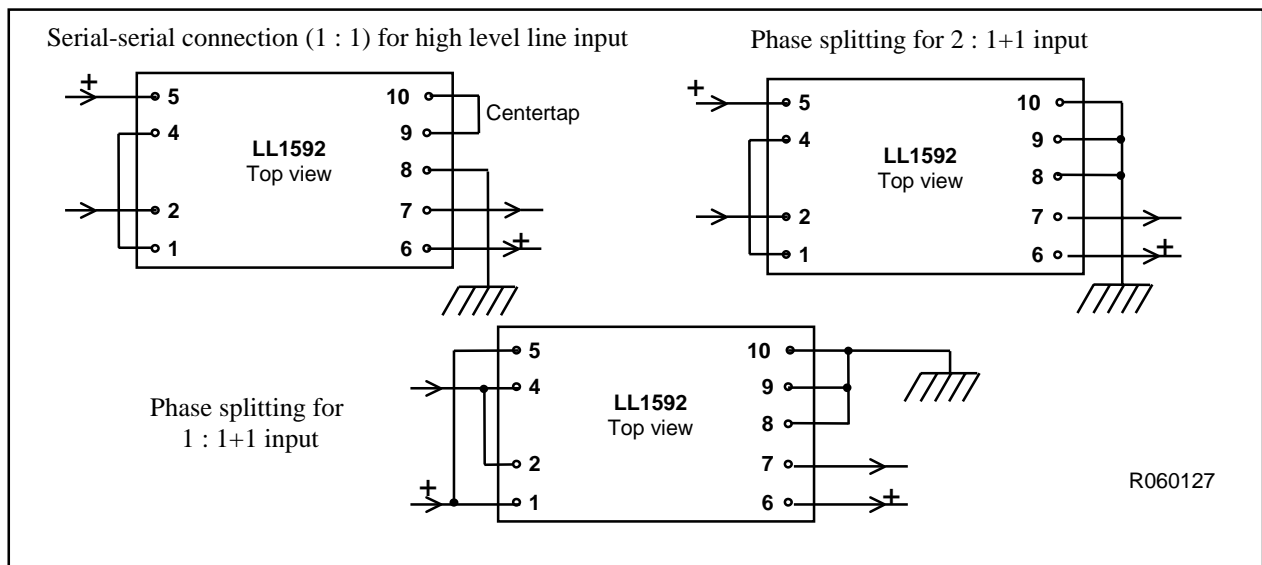 Serial-serial connection (1 : 1) for high level line input
+
5
4
2
1
LL1592
Top view
10
9
8
7
6
Centertap
+
Phase splitting for 2 : 1+1 input
+
5
4
2
1
LL1592
Top view
10
9
8
7
6
+
Phase splitting for
1 : 1+1 input
+
5
4
2
1
LL1592
Top view
10
9
8
7
6
+
R060127